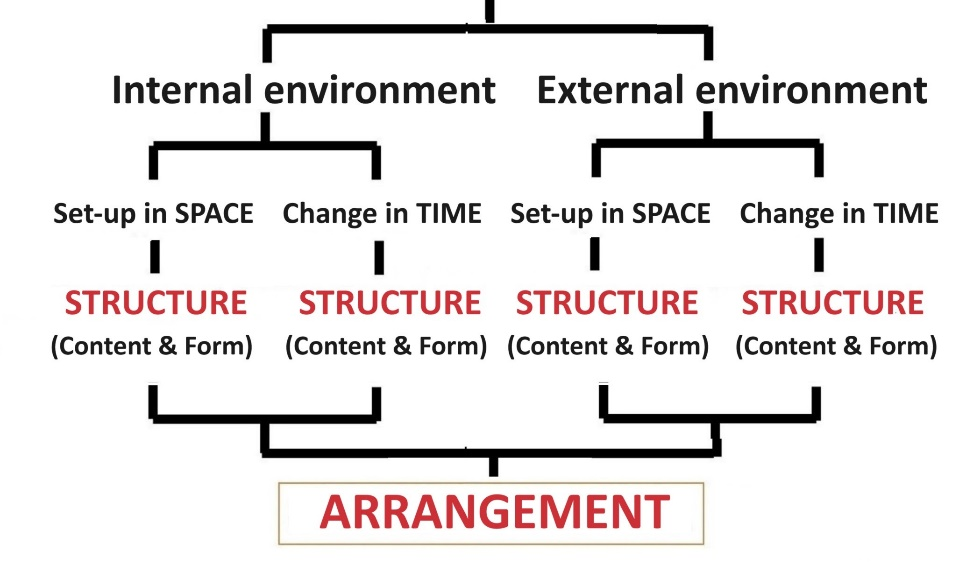 Internal environment External environment
Set-up in SPACE Change in TIME Set-up in SPACE Change in TIME
STRUCTURE STRUCTURE STRUCTURE STRUCTURE
(Content & Form) (Content & Form) (Content & Form) (Content & Form)
ARRANGEMENT